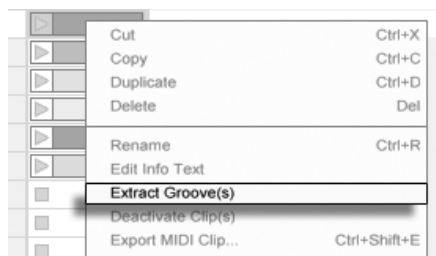 Cut Ctrl+X
Copy Ctrl+C
Duplicate Ctrl+D
Delete Del
Rename Ctrl+R
Edit Info Text
Extract Groove(s)
Deactivate Clip(s)
Export MIDI Clip... Ctrl+Shift+E